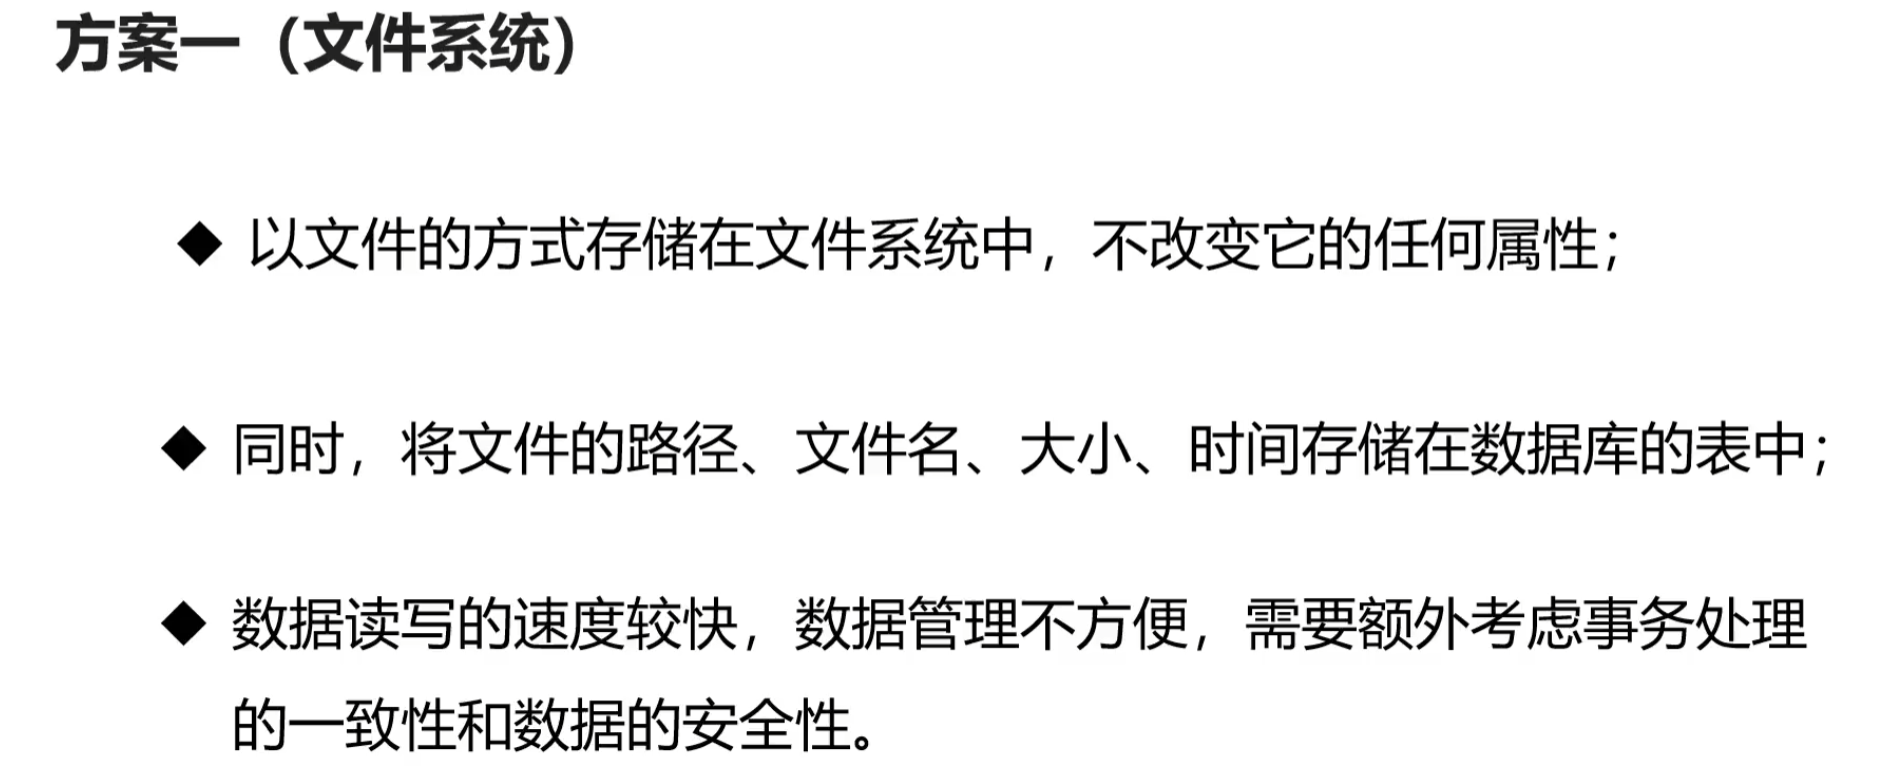 方案一（文件系统）
◆ 以文件的方式存储在文件系统中，不改变它的任何属性；
◆ 同时，将文件的路径、文件名、大小、时间存储在数据库的表中；
◆ 数据读写的速度较快，数据管理不方便，需要额外考虑事务处理
的一致性和数据的安全性。